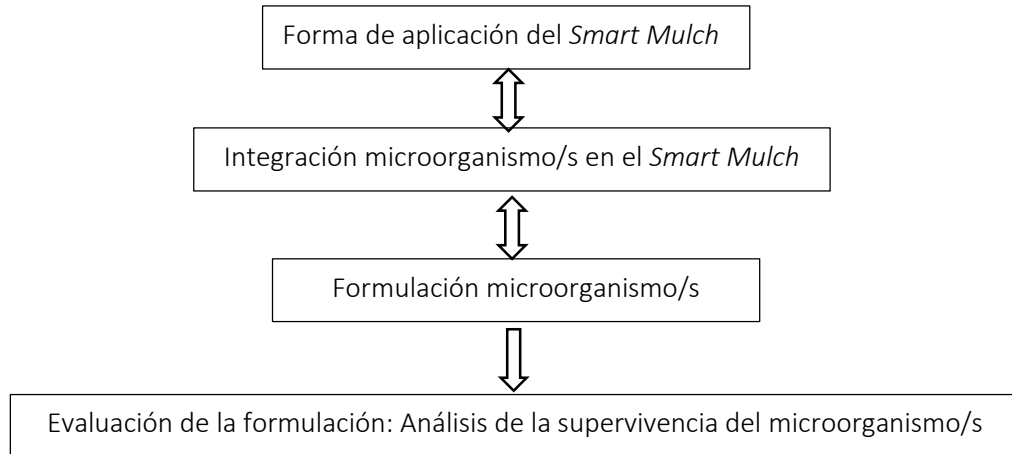 Forma de aplicación del Smart Mulch
Integración microorganismo/s en el Smart Mulch
Formulación microorganismo/s
Evaluación de la formulación: Análisis de la supervivencia del microorganismo/s